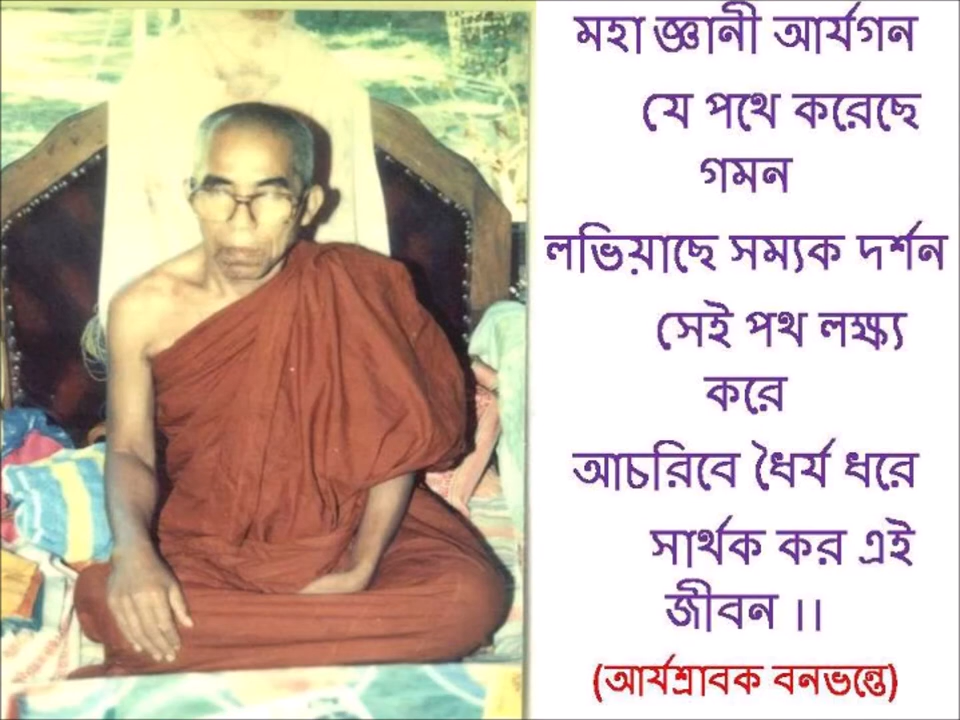 মহা জ্ঞানী আর্যগন
যে পথে করেছে
গমন
লভিয়াছে সম্যক দর্শন
সেই পথ লক্ষ্য
করে
আচরিবে ধৈর্য ধরে
সার্থক কর এই
জীবন ।।
(আর্যশ্রাবক বনভন্তে)